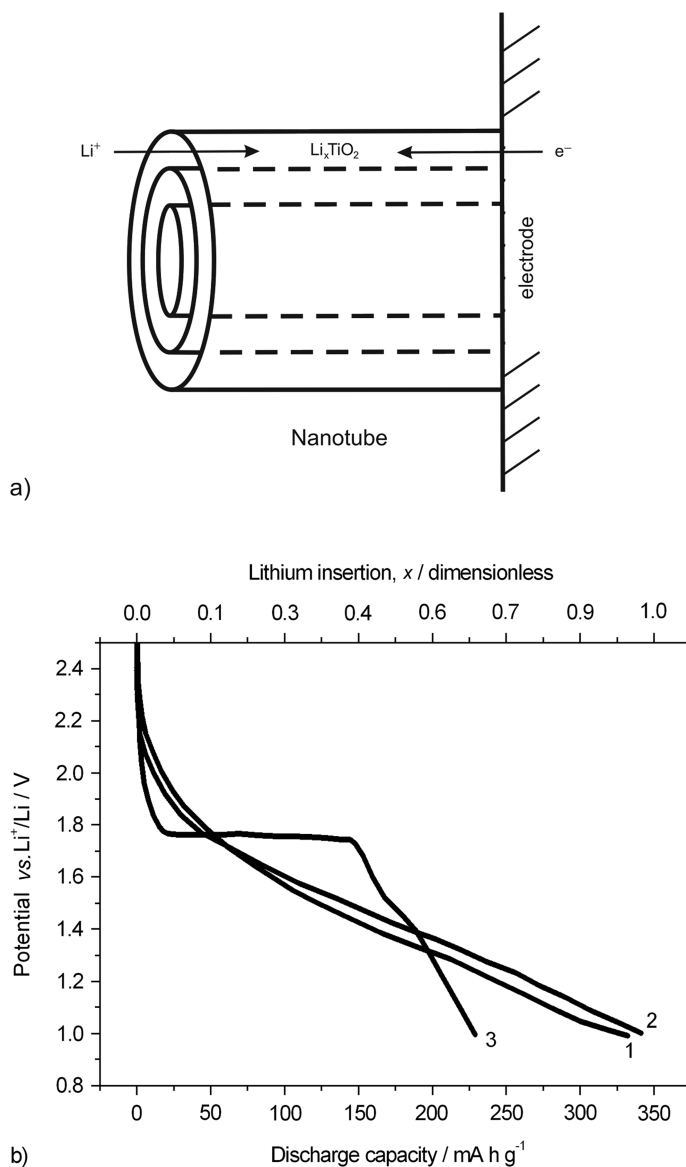 Li⁺ LiₓTiO₂ e⁻
electrode
Nanotube
a)
Lithium insertion, x / dimensionless
0.0 0.1 0.3 0.4 0.6 0.7 0.9 1.0
Potential vs. Li⁺/Li / V
2.4
2.2
2.0
1.8
1.6
1.4
1.2
1.0
0.8
2
3
1
0 50 100 150 200 250 300 350
b) Discharge capacity / mA h g⁻¹